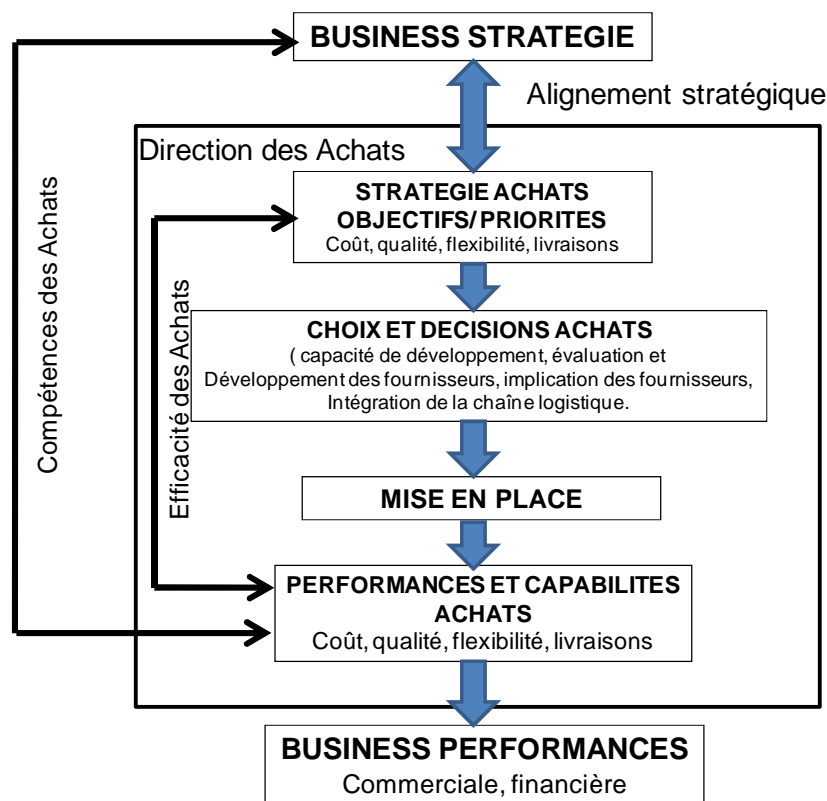 BUSINESS STRATEGIE
Alignement stratégique
Direction des Achats
STRATEGIE ACHATS
OBJECTIFS/ PRIORITES
Coût, qualité, flexibilité, livraisons
CHOIX ET DECISIONS ACHATS
( capacité de développement, évaluation et
Développement des fournisseurs, implication des fournisseurs,
Intégration de la chaîne logistique.
MISE EN PLACE
PERFORMANCES ET CAPABILITES
ACHATS
Coût, qualité, flexibilité, livraisons
BUSINESS PERFORMANCES
Commerciale, financière
Compétences des Achats
Efficacité des Achats